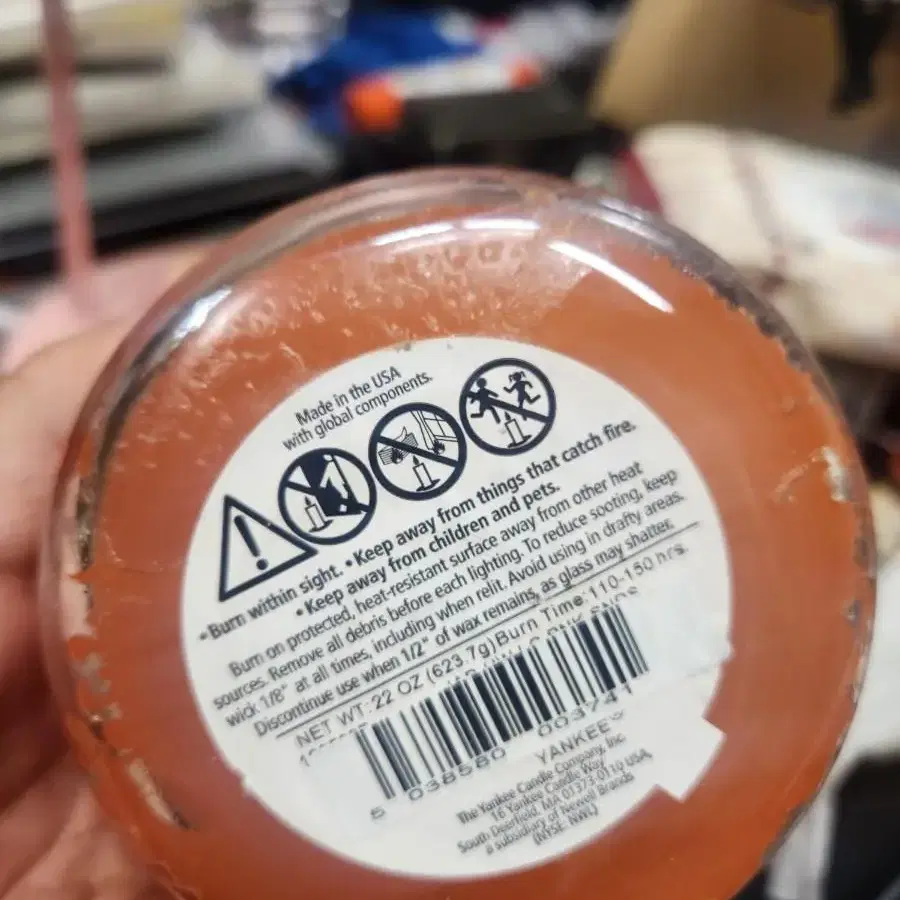 Made in the USA
with global components.
• Burn within sight. • Keep away from things that catch fire.
• Keep away from children and pets.
Burn on protected, heat-resistant surface away from other heat
sources. Remove all debris before each lighting. To reduce sooting, keep
wick 1/8" at all times, including when relit. Avoid using in drafty areas.
Discontinue use when 1/2" of wax remains, as glass may shatter.
NET WT: 22 OZ (623.7g) Burn Time: 110-150 hrs.
5 038580 003741
YANKEE
The Yankee Candle Company, Inc.
16 Yankee Candle Way
South Deerfield, MA 01373-0110 USA,
a subsidiary of Newell Brands
(NYSE: NWL)